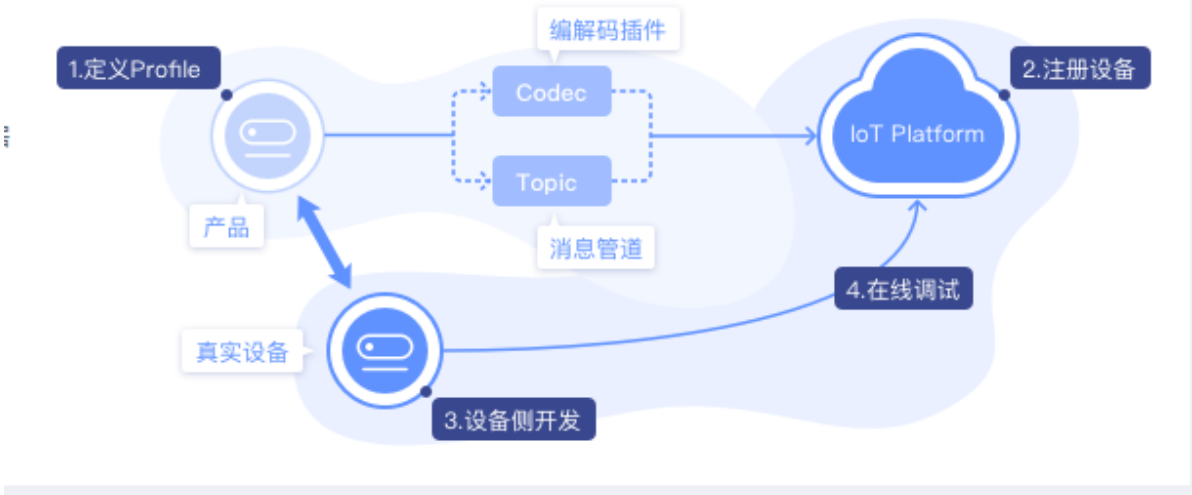 编解码插件
1.定义Profile
2.注册设备
Codec
IoT Platform
Topic
产品
消息管道
4.在线调试
真实设备
3.设备侧开发